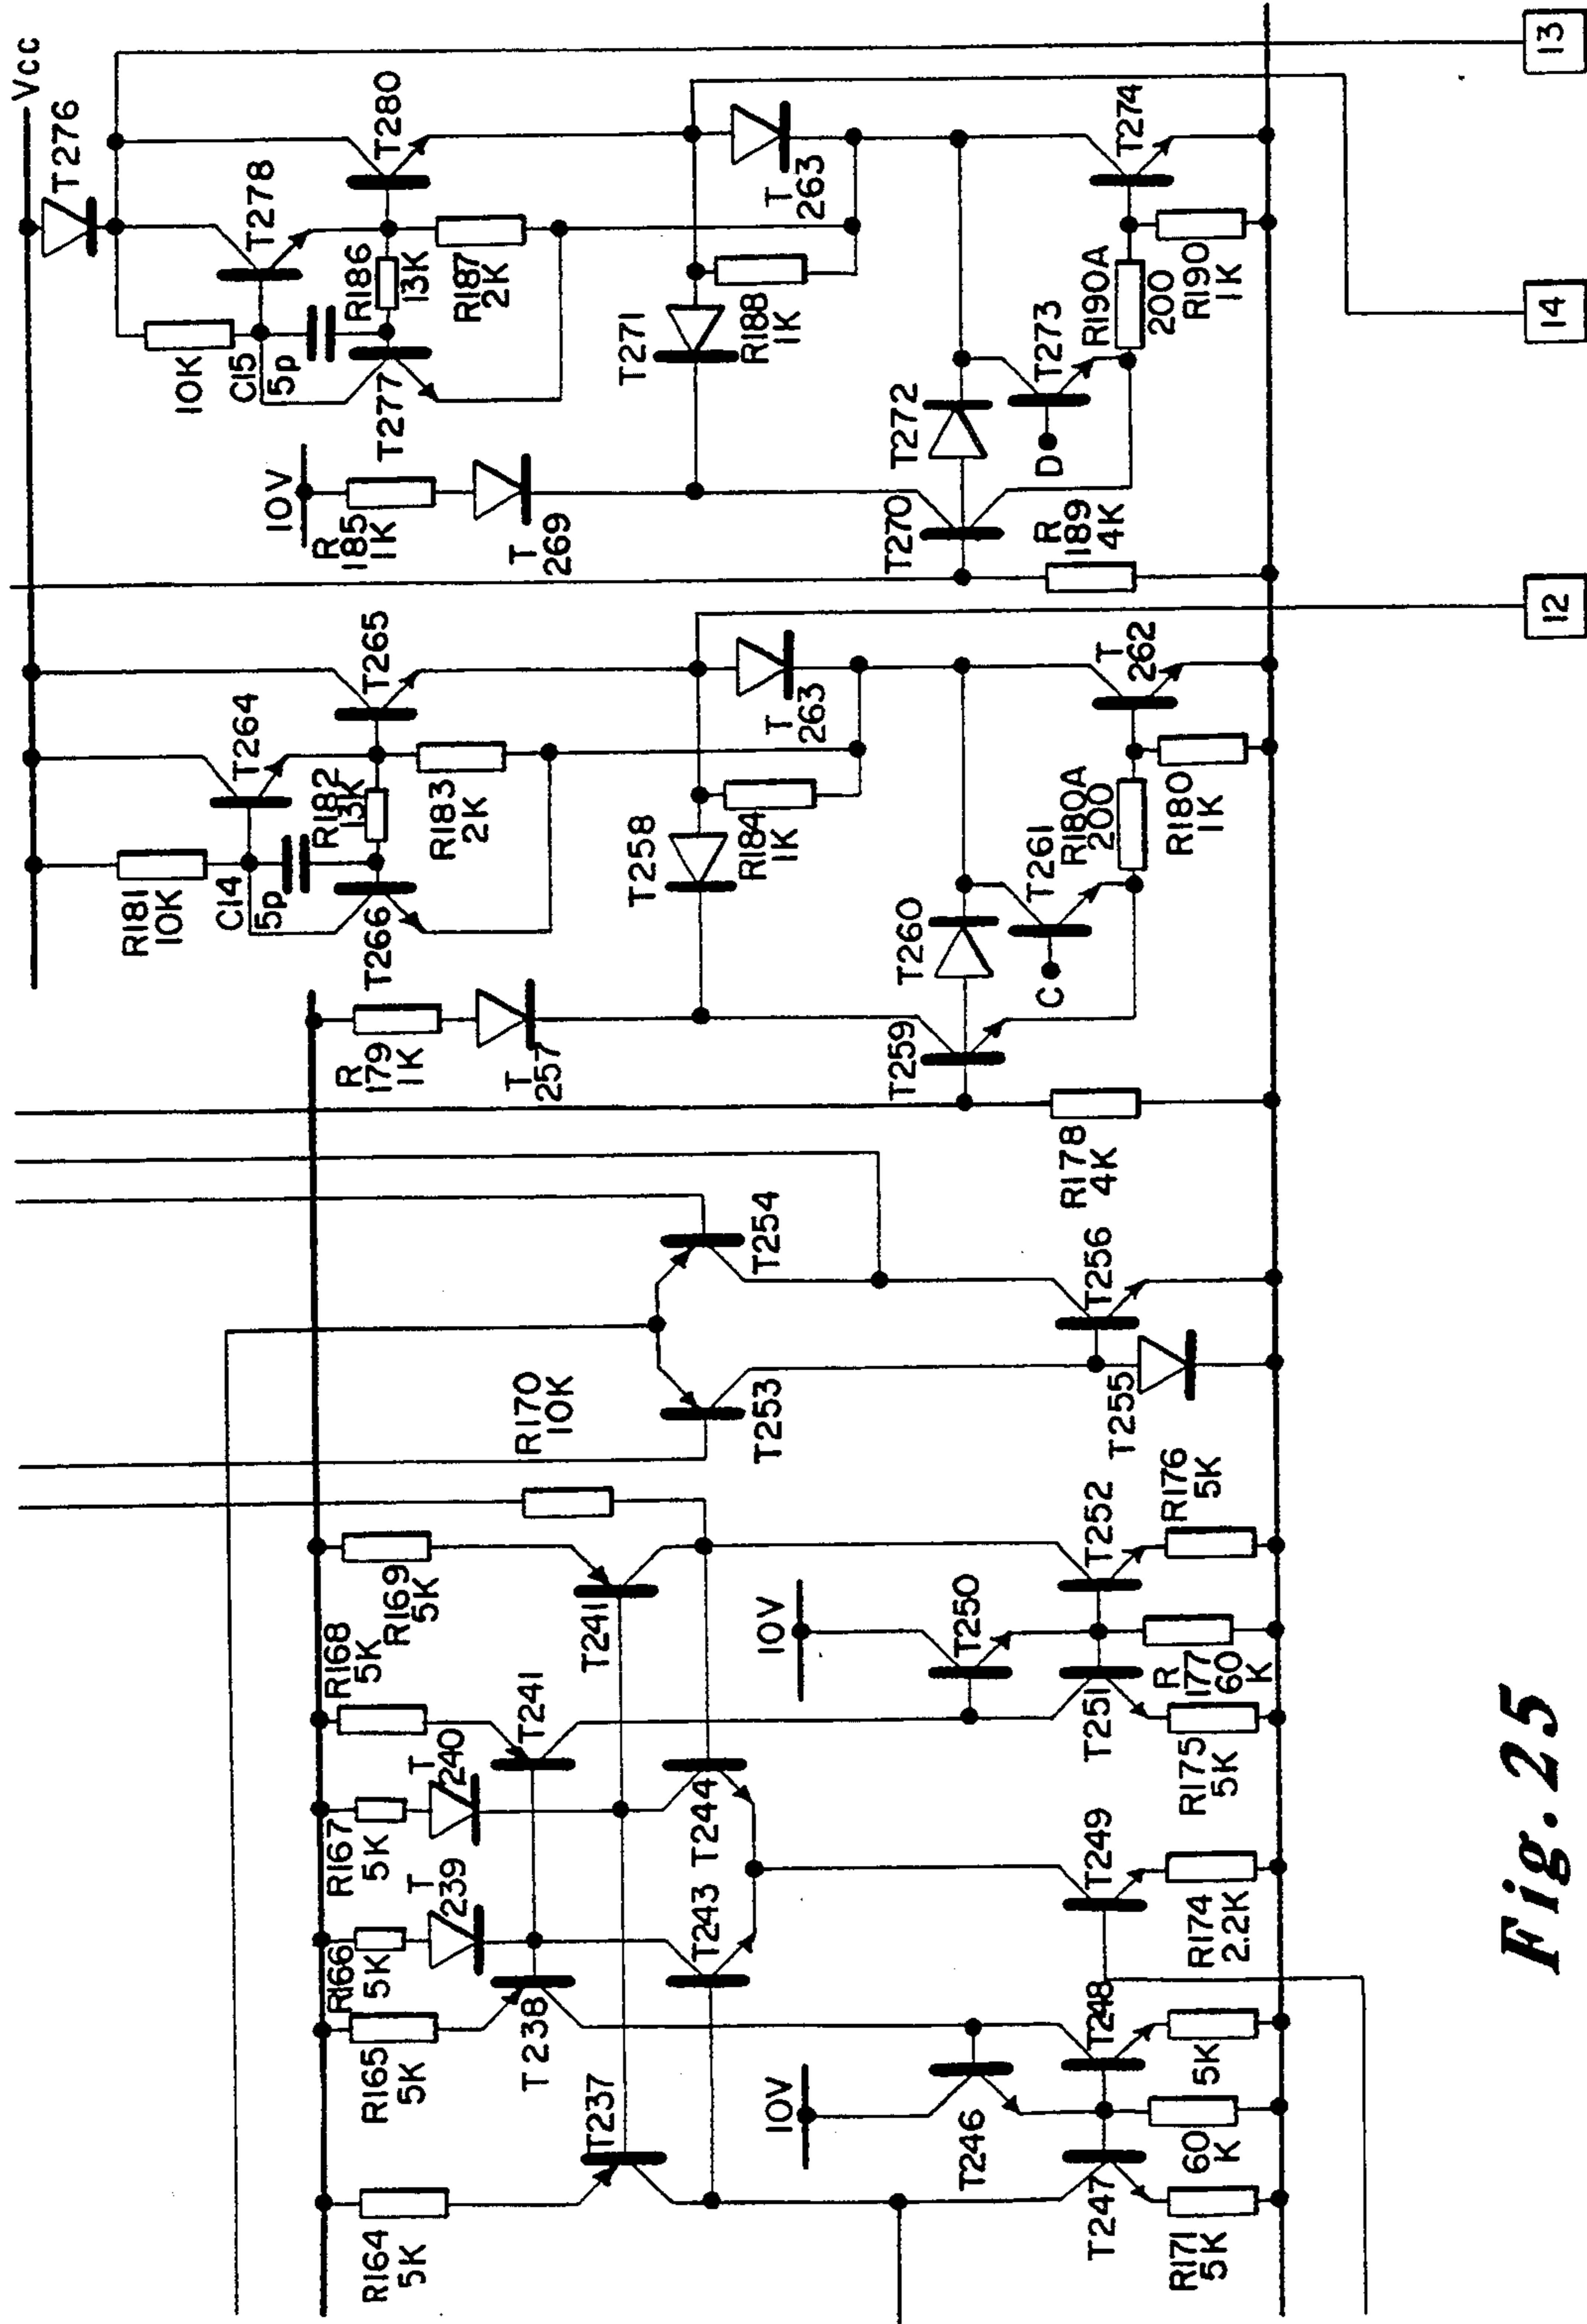 Vcc
T276
T278
T280
10K
C15
5p
R186
13K
R187
2K
T277
10V
R
185
1K
T
269
T271
R188
1K
T
263
T272
T270
T273
D
R190A
200
R190
1K
T274
R
189
4K
13
14
12
T264
T265
R181
10K
C14
5p
R182
13K
R183
2K
T266
R
179
1K
T
257
T258
R184
1K
T
263
T260
T259
T261
C
R180A
200
R180
1K
T
262
R178
4K
T254
T253
T256
T255
R170
10K
R169
5K
R168
5K
T241
T241
T
240
R167
5K
T
239
R166
5K
R165
5K
T238
T237
R164
5K
T243
T244
10V
T250
T252
R176
5K
T251
R
177
60
K
R175
5K
T249
R174
2.2K
10V
T246
T248
5K
60
K
T247
R171
5K
Fig. 25